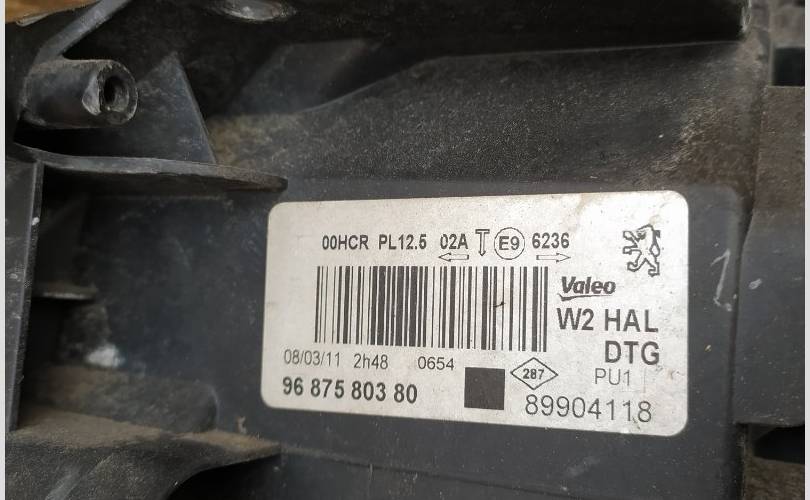 00HCR PL12.5 02A E9 6236
Valeo
W2 HAL
DTG
08/03/11 2h48 0654
287
PU1
96 875 803 80
89904118